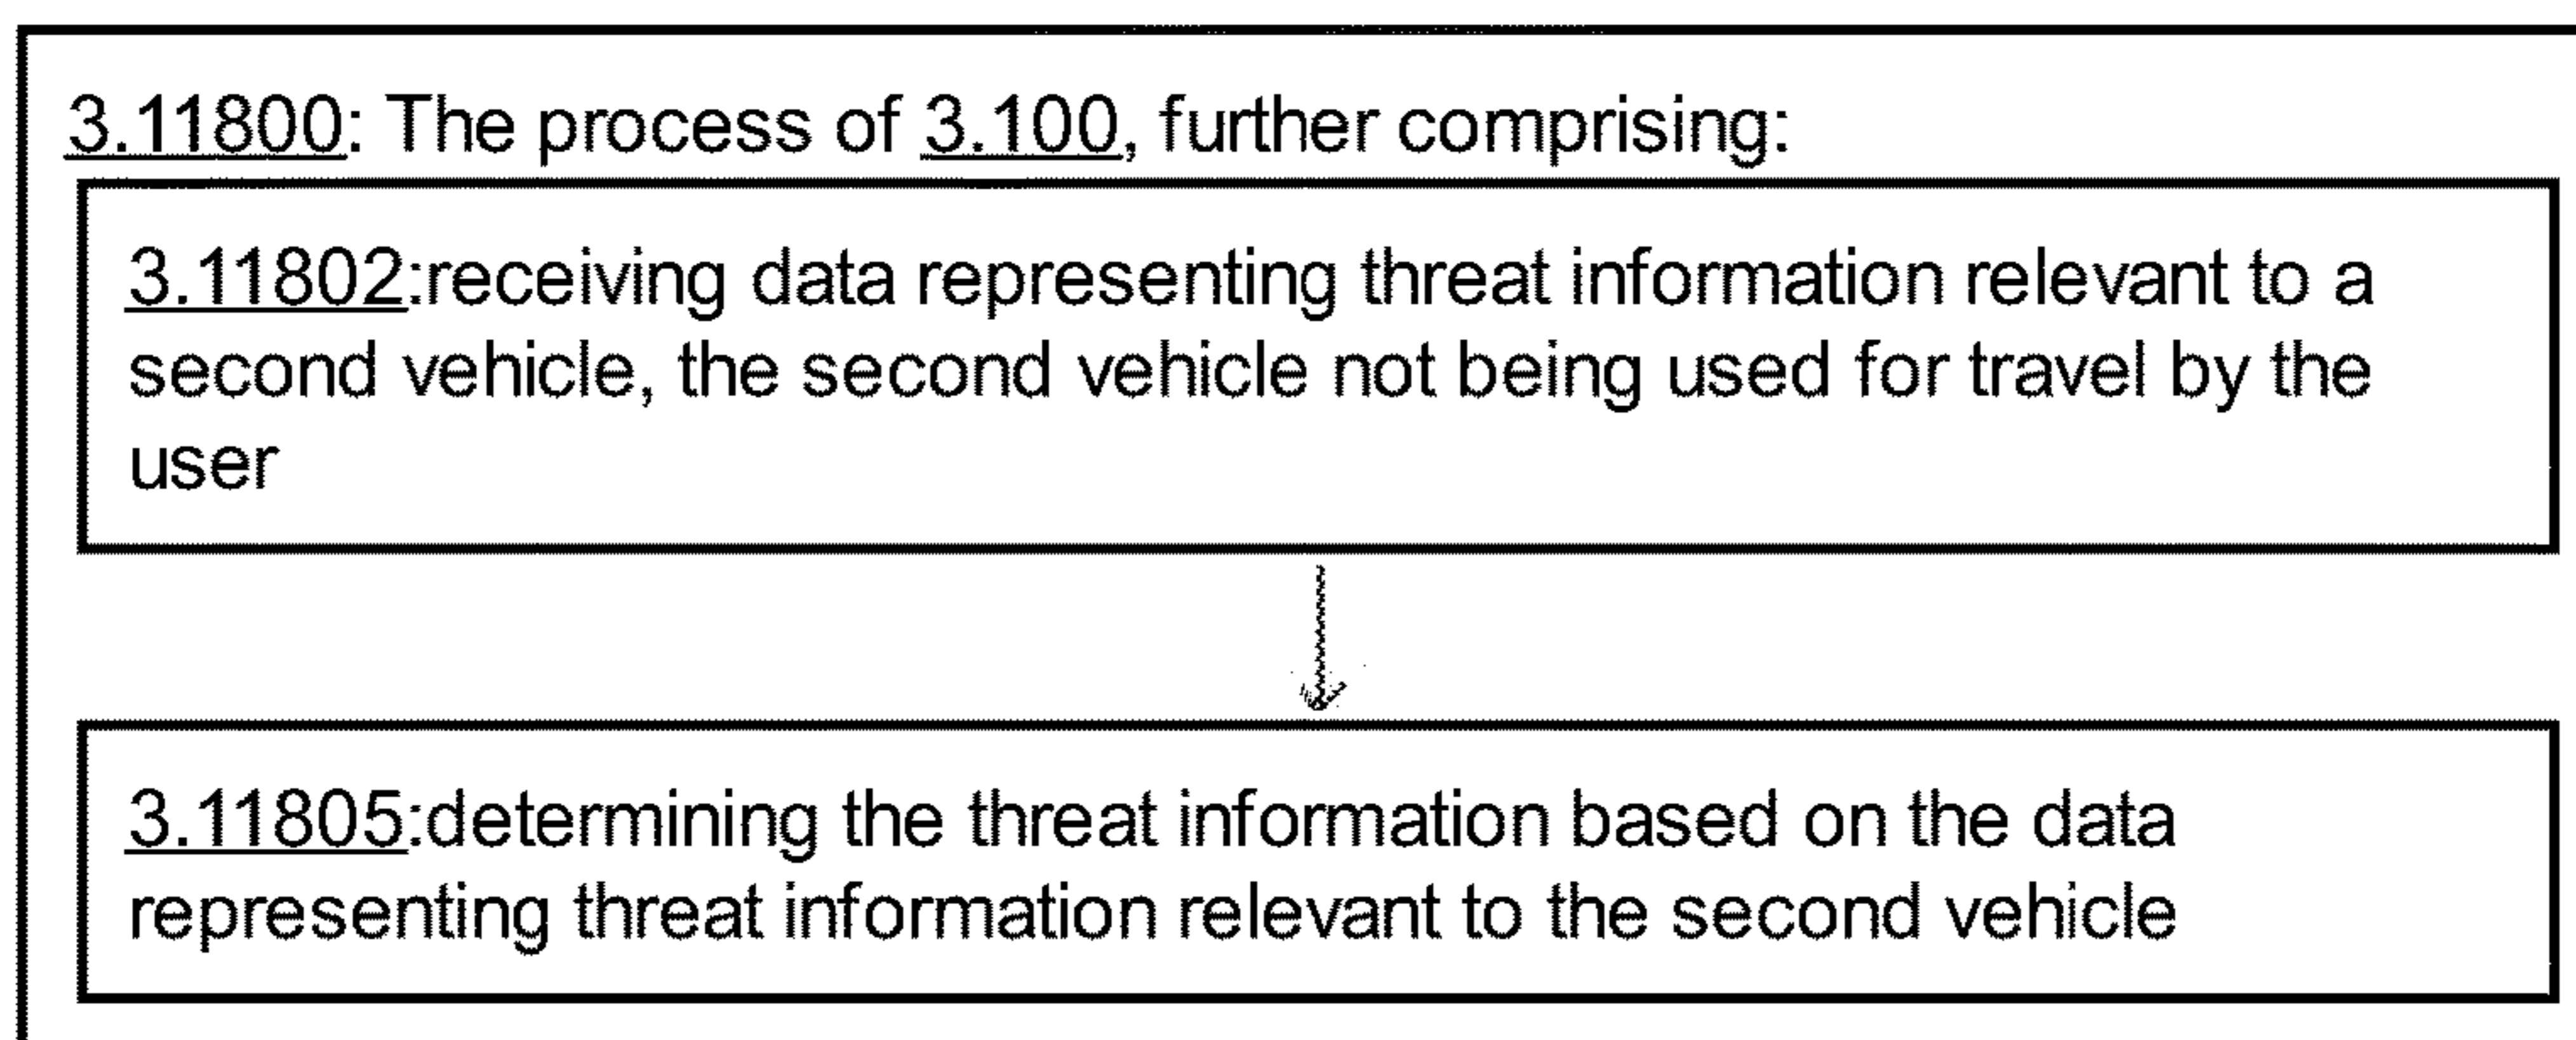 3.11800: The process of 3.100, further comprising:
3.11802:receiving data representing threat information relevant to a
second vehicle, the second vehicle not being used for travel by the
user
3.11805:determining the threat information based on the data
representing threat information relevant to the second vehicle